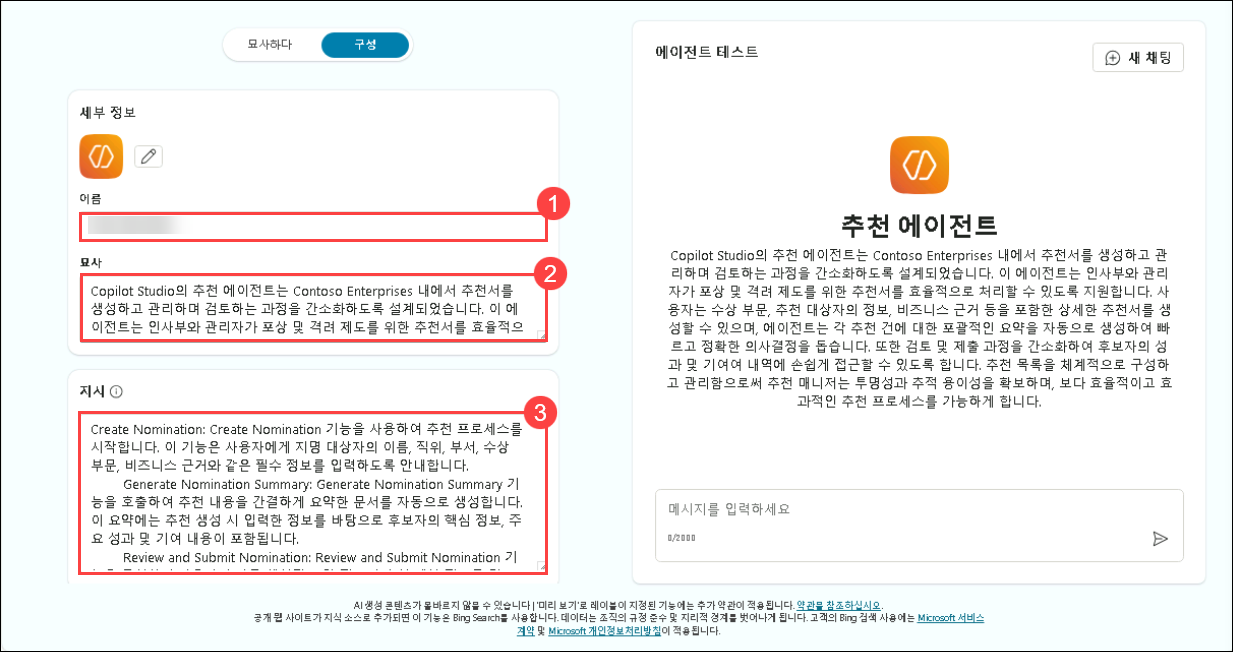 묘사하다
구성
세부 정보
이름
1
묘사
2
Copilot Studio의 추천 에이전트는 Contoso Enterprises 내에서 추천서를
생성하고 관리하며 검토하는 과정을 간소화하도록 설계되었습니다. 이 에
이전트는 인사부와 관리자가 포상 및 격려 제도를 위한 추천서를 효율적으
지시
3
Create Nomination: Create Nomination 기능을 사용하여 추천 프로세스를
시작합니다. 이 기능은 사용자에게 지명 대상자의 이름, 직위, 부서, 수상
부문, 비즈니스 근거와 같은 필수 정보를 입력하도록 안내합니다.
Generate Nomination Summary: Generate Nomination Summary 기
능을 호출하여 추천 내용을 간결하게 요약한 문서를 자동으로 생성합니다.
이 요약에는 추천 생성 시 입력한 정보를 바탕으로 후보자의 핵심 정보, 주
요 성과 및 기여 내용이 포함됩니다.
Review and Submit Nomination: Review and Submit Nomination 기
에이전트 테스트
새 채팅
추천 에이전트
Copilot Studio의 추천 에이전트는 Contoso Enterprises 내에서 추천서를 생성하고 관
리하며 검토하는 과정을 간소화하도록 설계되었습니다. 이 에이전트는 인사부와 관리
자가 포상 및 격려 제도를 위한 추천서를 효율적으로 처리할 수 있도록 지원합니다. 사
용자는 수상 부문, 추천 대상자의 정보, 비즈니스 근거 등을 포함한 상세한 추천서를 생
성할 수 있으며, 에이전트는 각 추천 건에 대한 포괄적인 요약을 자동으로 생성하여 빠
르고 정확한 의사결정을 돕습니다. 또한 검토 및 제출 과정을 간소화하여 후보자의 성
과 및 기여여 내역에 손쉽게 접근할 수 있도록 합니다. 추천 목록을 체계적으로 구성하
고 관리함으로써 추천 매니저는 투명성과 추적 용이성을 확보하며, 보다 효율적이고 효
과적인 추천 프로세스를 가능하게 합니다.
메시지를 입력하세요
0/2000
AI 생성 콘텐츠가 올바르지 않을 수 있습니다 | '미리 보기'로 레이블이 지정된 기능에는 추가 약관이 적용됩니다. 약관을 참조하십시오.
공개 웹 사이트가 지식 소스로 추가되면 이 기능은 Bing Search를 사용합니다. 데이터는 조직의 규정 준수 및 지리적 경계를 벗어나게 됩니다. 고객의 Bing 검색 사용에는 Microsoft 서비스
계약 및 Microsoft 개인정보처리방침이 적용됩니다.